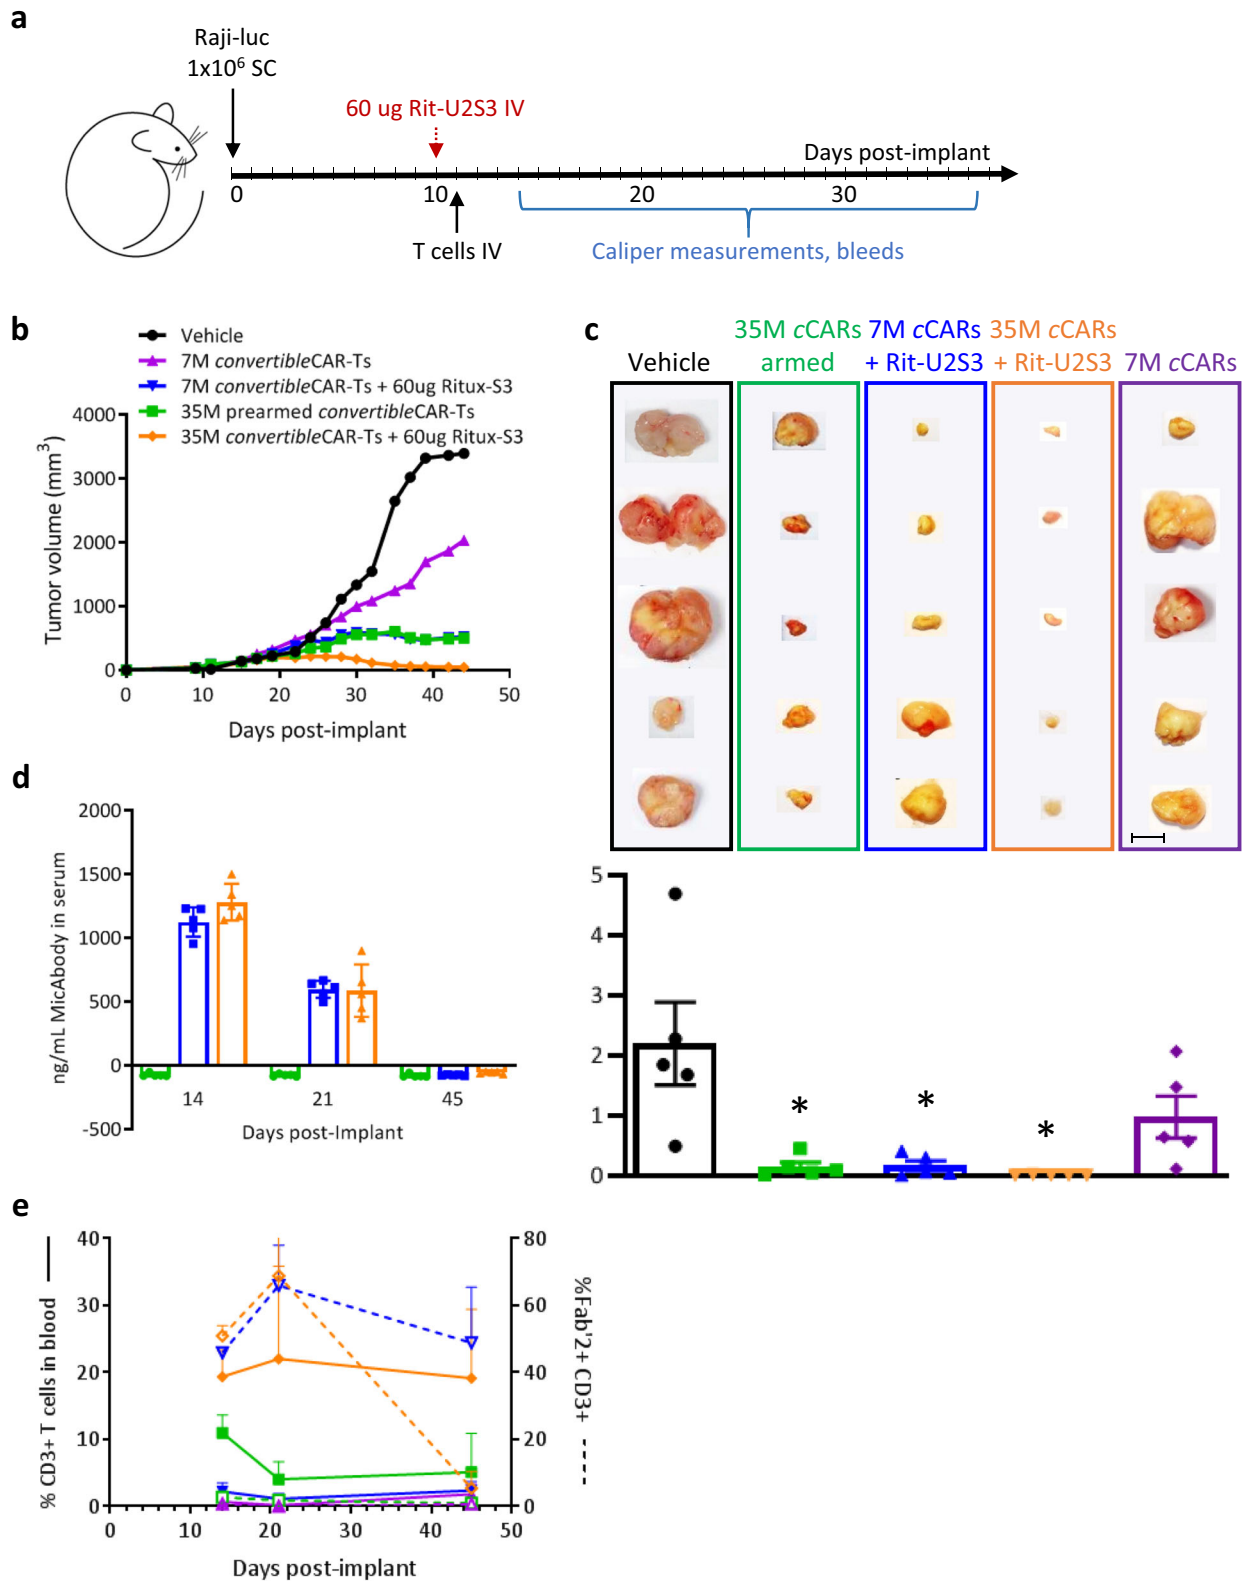 a
Raji-luc
1x10⁶ SC
60 ug Rit-U2S3 IV
Days post-implant
0 10 20 30
T cells IV
Caliper measurements, bleeds
b
Vehicle
7M convertibleCAR-Ts
7M convertibleCAR-Ts + 60ug Ritux-S3
35M prearmed convertibleCAR-Ts
35M convertibleCAR-Ts + 60ug Ritux-S3
Tumor volume (mm³)
4000
3000
2000
1000
0
0 10 20 30 40 50
Days post-implant
c
Vehicle
35M cCARs
armed
7M cCARs
+ Rit-U2S3
35M cCARs
+ Rit-U2S3
7M cCARs
5
4
3
2
1
0
* * *
d
ng/mL MicAbody in serum
2000
1500
1000
500
0
-500
14 21 45
Days post-Implant
e
% CD3+ T cells in blood
40
30
20
10
0
80
60
40
20
0
%Fab'2+ CD3+
0 10 20 30 40 50
Days post-implant